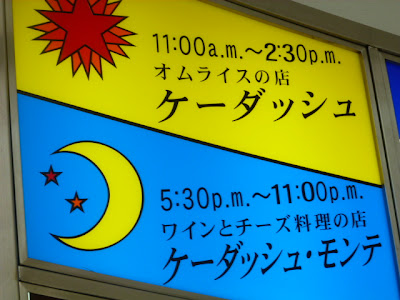 11:00a.m.～2:30p.m.
オムライスの店
ケーダッシュ
5:30p.m.～11:00p.m.
ワインとチーズ料理の店
ケーダッシュ・モンテ